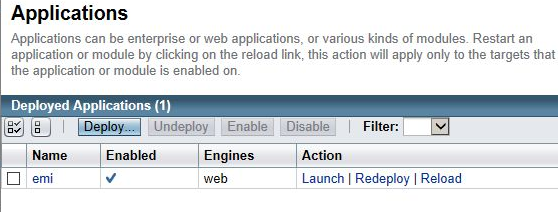 Applications
Applications can be enterprise or web applications, or various kinds of modules. Restart an
application or module by clicking on the reload link, this action will apply only to the targets that
the application or module is enabled on.
Deployed Applications (1)
Deploy... Undeploy Enable Disable Filter:
Name Enabled Engines Action
emi web Launch | Redeploy | Reload